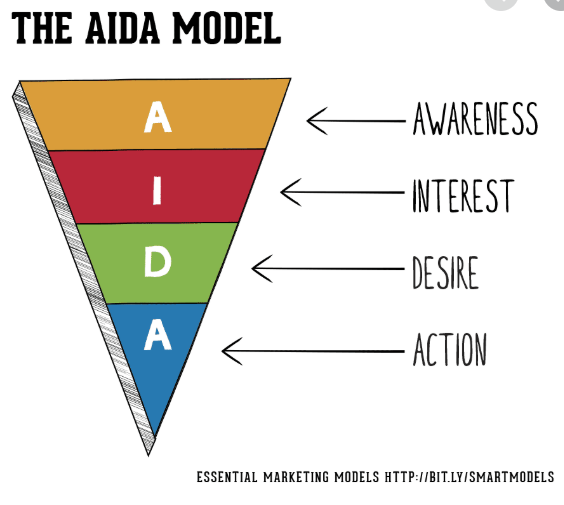 THE AIDA MODEL
A
AWARENESS
I
INTEREST
D
DESIRE
A
ACTION
ESSENTIAL MARKETING MODELS HTTP://BIT.LY/SMARTMODELS